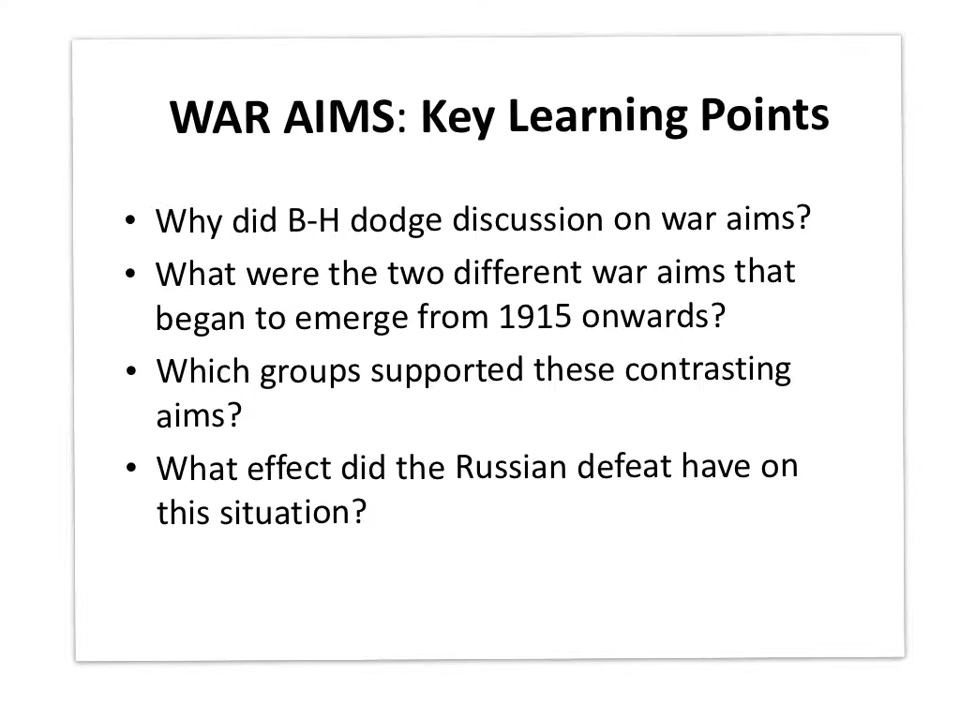 WAR AIMS: Key Learning Points
• Why did B-H dodge discussion on war aims?
• What were the two different war aims that
began to emerge from 1915 onwards?
• Which groups supported these contrasting
aims?
• What effect did the Russian defeat have on
this situation?